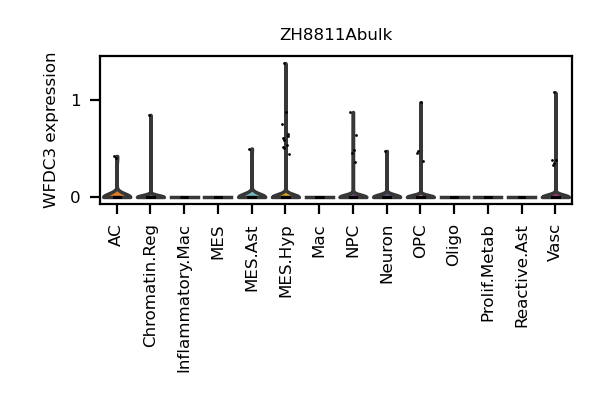 ZH8811Abulk
WFDC3 expression
1
0
AC
Chromatin.Reg
Inflammatory.Mac
MES
MES.Ast
MES.Hyp
Mac
NPC
Neuron
OPC
Oligo
Prolif.Metab
Reactive.Ast
Vasc